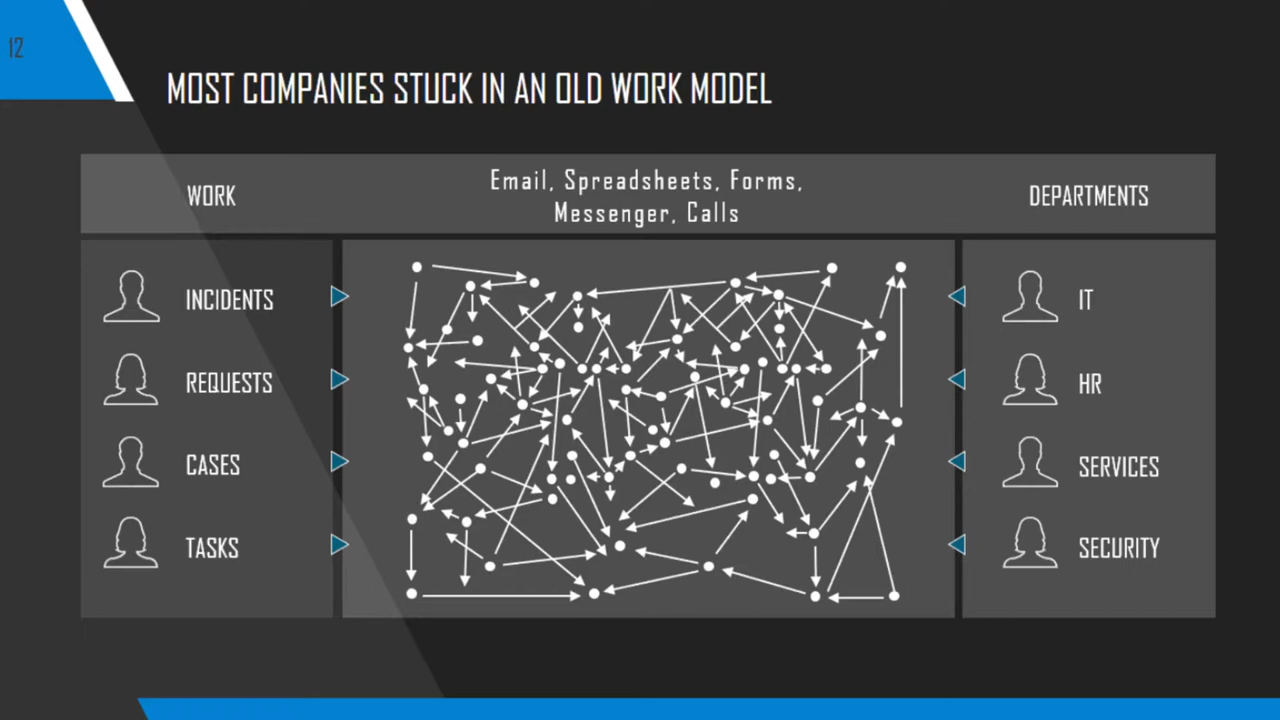 12
MOST COMPANIES STUCK IN AN OLD WORK MODEL
WORK
Email, Spreadsheets, Forms,
Messenger, Calls
DEPARTMENTS
INCIDENTS
IT
REQUESTS
HR
CASES
SERVICES
TASKS
SECURITY